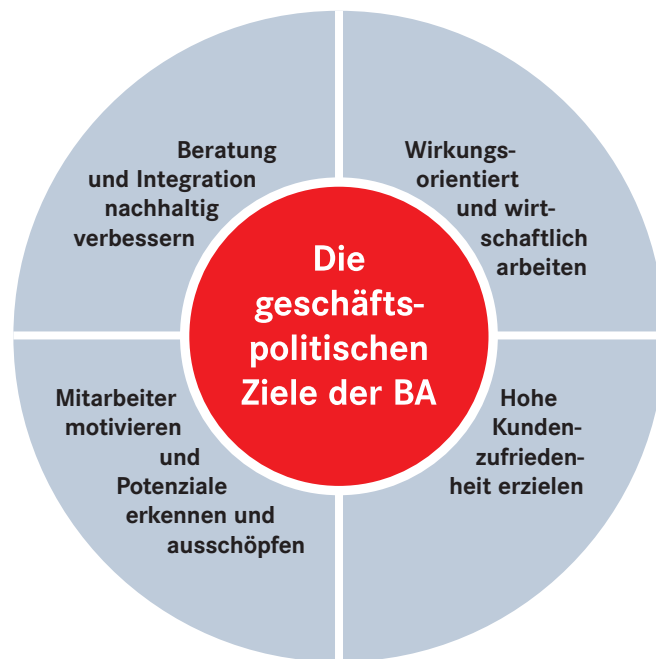 Beratung
und Integration
nachhaltig
verbessern
Wirkungs-
orientiert
und wirt-
schaftlich
arbeiten
Die
geschäfts-
politischen
Ziele der BA
Mitarbeiter
motivieren
und
Potenziale
erkennen und
ausschöpfen
Hohe
Kunden-
zufrieden-
heit erzielen